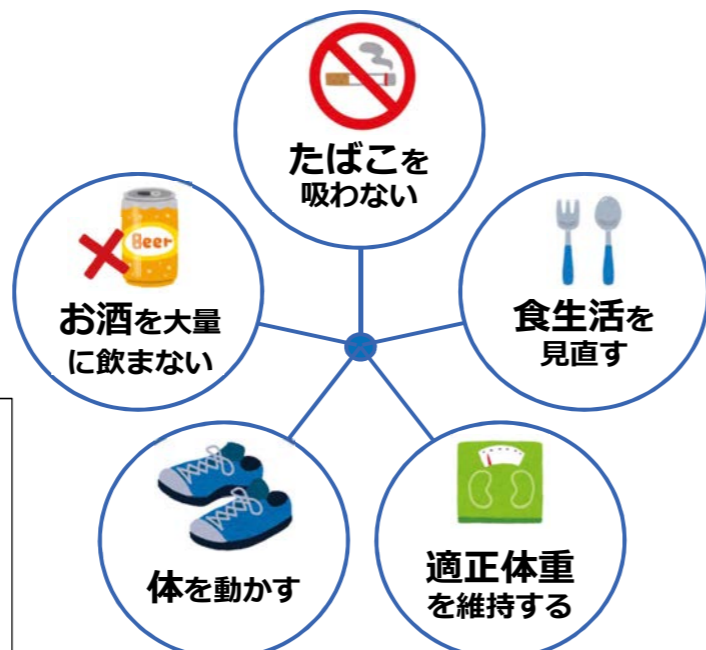 たばこを
吸わない
Beer
お酒を大量
に飲まない
食生活を
見直す
体を動かす
適正体重
を維持する